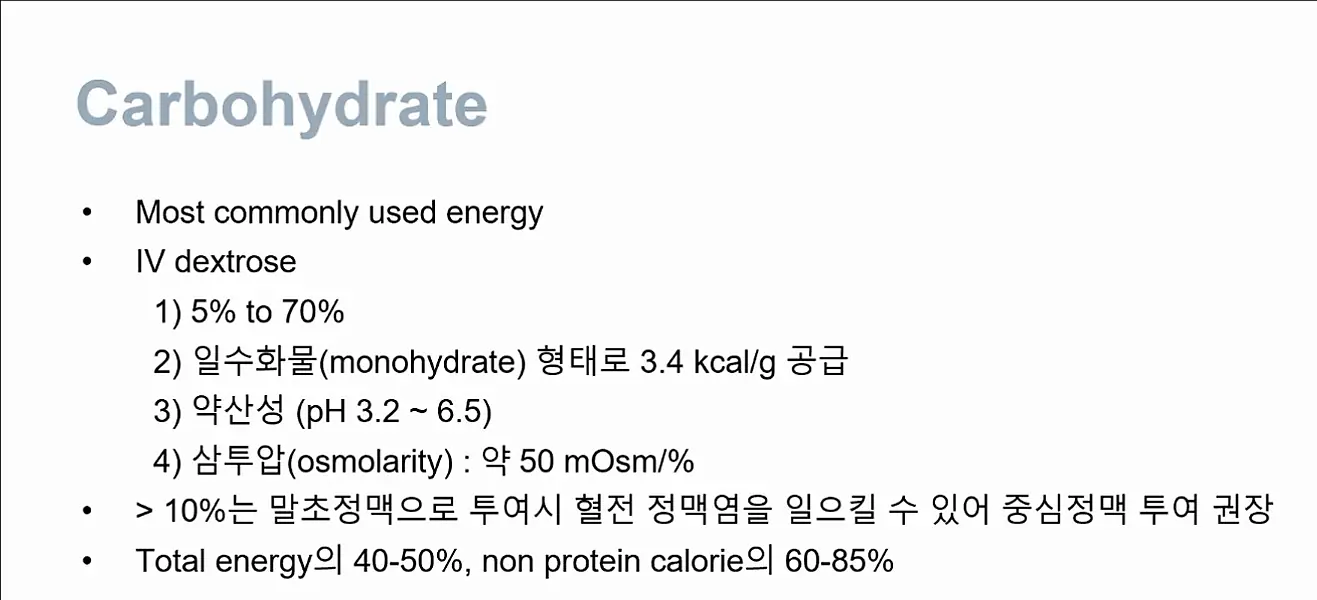 Carbohydrate
• Most commonly used energy
• IV dextrose
1) 5% to 70%
2) 일수화물(monohydrate) 형태로 3.4 kcal/g 공급
3) 약산성 (pH 3.2 ~ 6.5)
4) 삼투압(osmolarity) : 약 50 mOsm/%
• > 10%는 말초정맥으로 투여시 혈전 정맥염을 일으킬 수 있어 중심정맥 투여 권장
• Total energy의 40-50%, non protein calorie의 60-85%